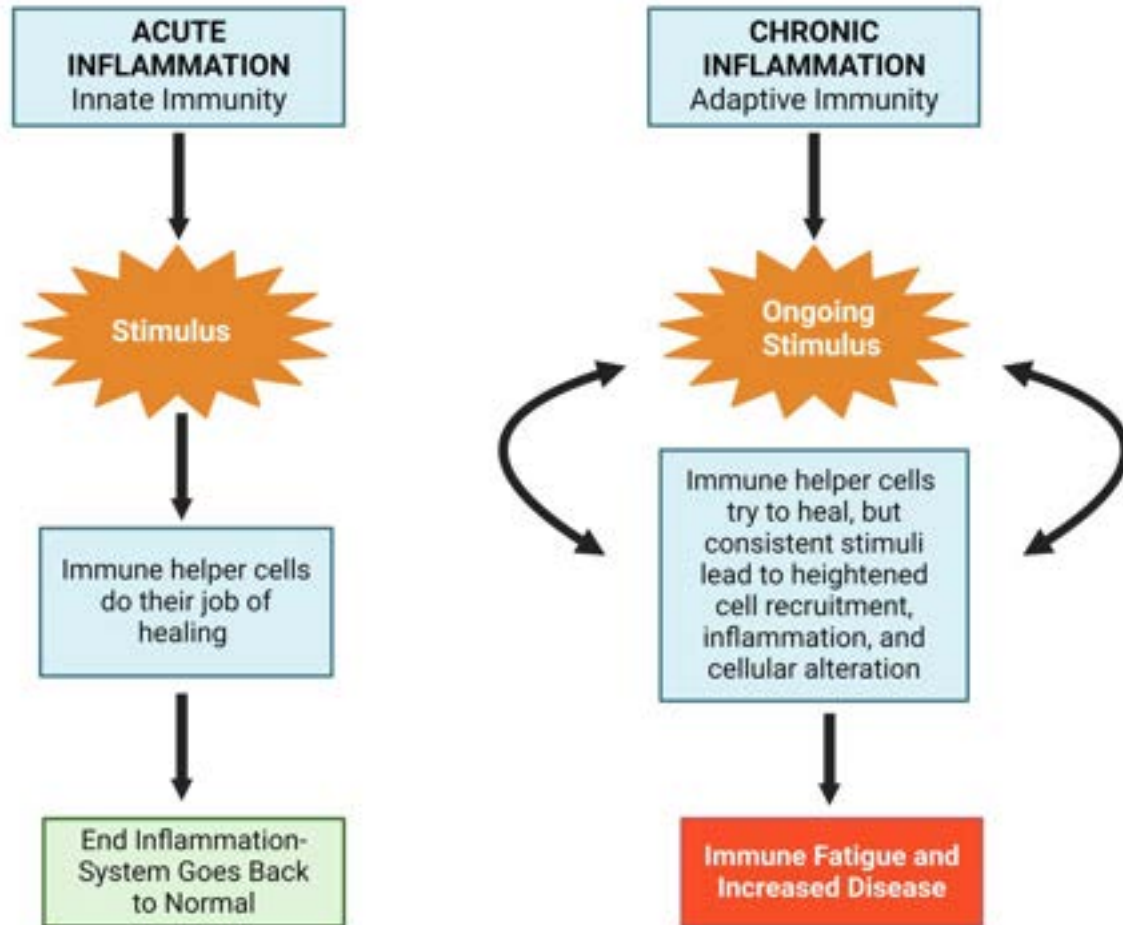 ACUTE
INFLAMMATION
Innate Immunity
Stimulus
Immune helper cells
do their job of
healing
End Inflammation-
System Goes Back
to Normal
CHRONIC
INFLAMMATION
Adaptive Immunity
Ongoing
Stimulus
Immune helper cells
try to heal, but
consistent stimuli
lead to heightened
cell recruitment,
inflammation, and
cellular alteration
Immune Fatigue and
Increased Disease